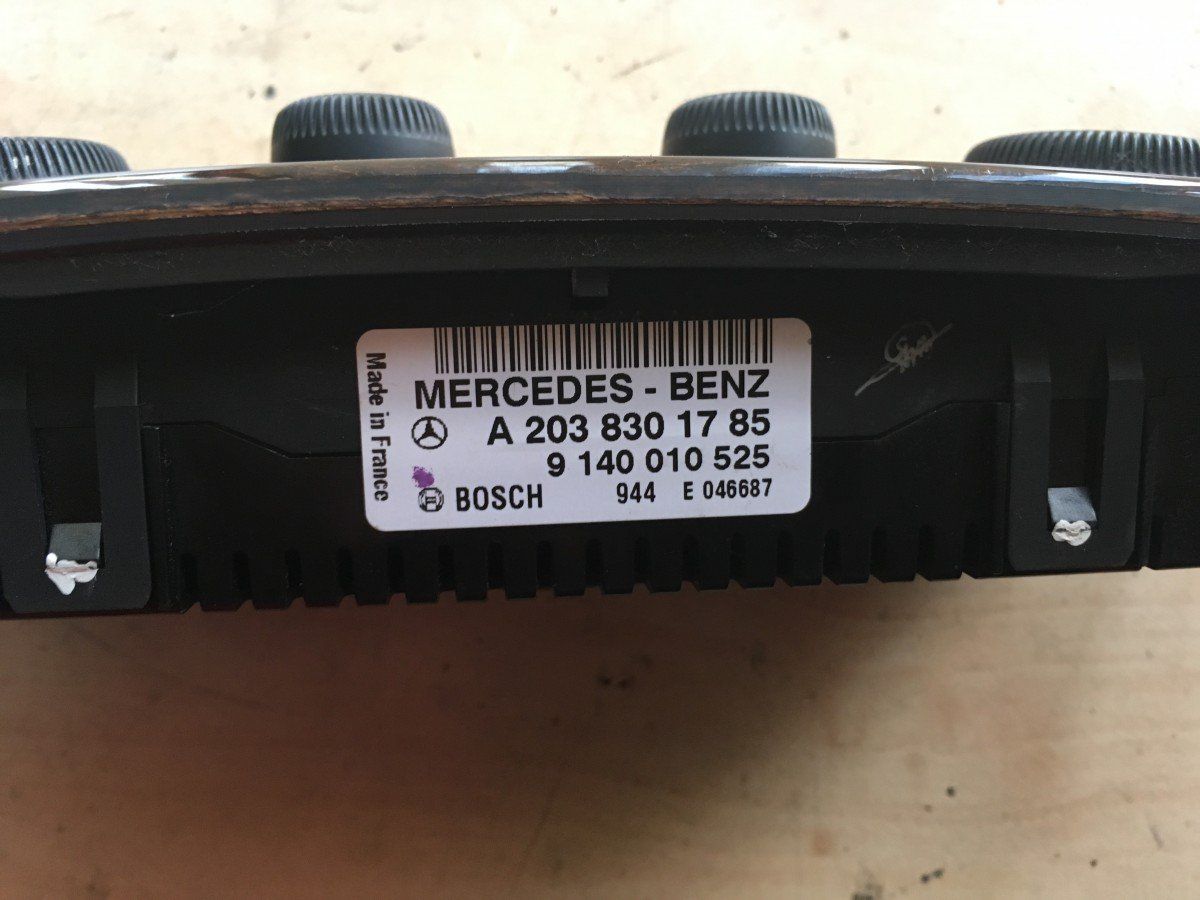 Made in France
MERCEDES - BENZ
A 203 830 17 85
9 140 010 525
BOSCH 944 E 046687